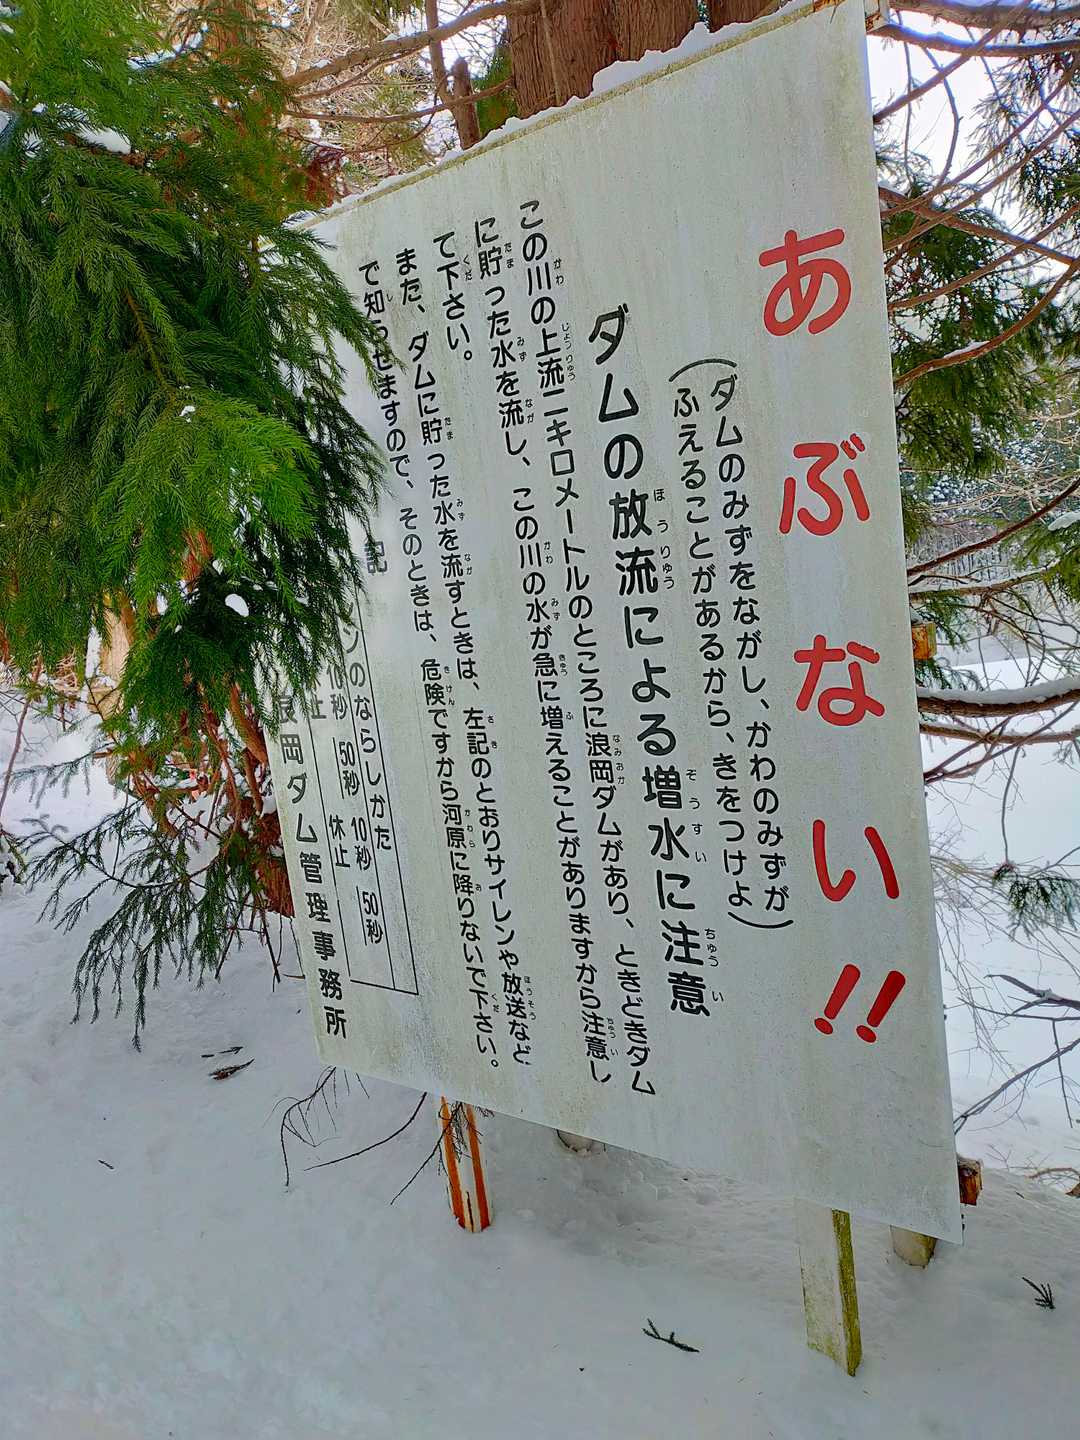 あぶない!!
(ダムのみずをながし、かわのみずが
ふえることがあるから、きをつけよ)
ダムの放流による増水に注意
この川の上流ニキロメートルのところに浪岡ダムがあり、ときどきダム
に貯った水を流し、この川の水が急に増えることがありますから注意し
て下さい。
また、ダムに貯った水を流すときは、左記のとおりサイレンや放送など
で知らせますので、そのときは、危険ですから河原に降りないで下さい。
記
ンのならしかた
10秒 50秒 10秒 50秒
止 休止
岡ダム管理事務所